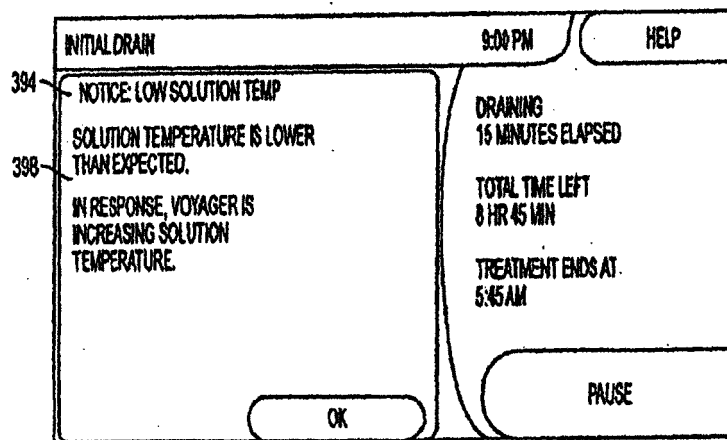 INITIAL DRAIN
9:00 PM
HELP
394
NOTICE: LOW SOLUTION TEMP
SOLUTION TEMPERATURE IS LOWER
398
THAN EXPECTED.
IN RESPONSE, VOYAGER IS
INCREASING SOLUTION
TEMPERATURE.
OK
DRAINING
15 MINUTES ELAPSED
TOTAL TIME LEFT
8 HR 45 MIN
TREATMENT ENDS AT
5:45 AM
PAUSE